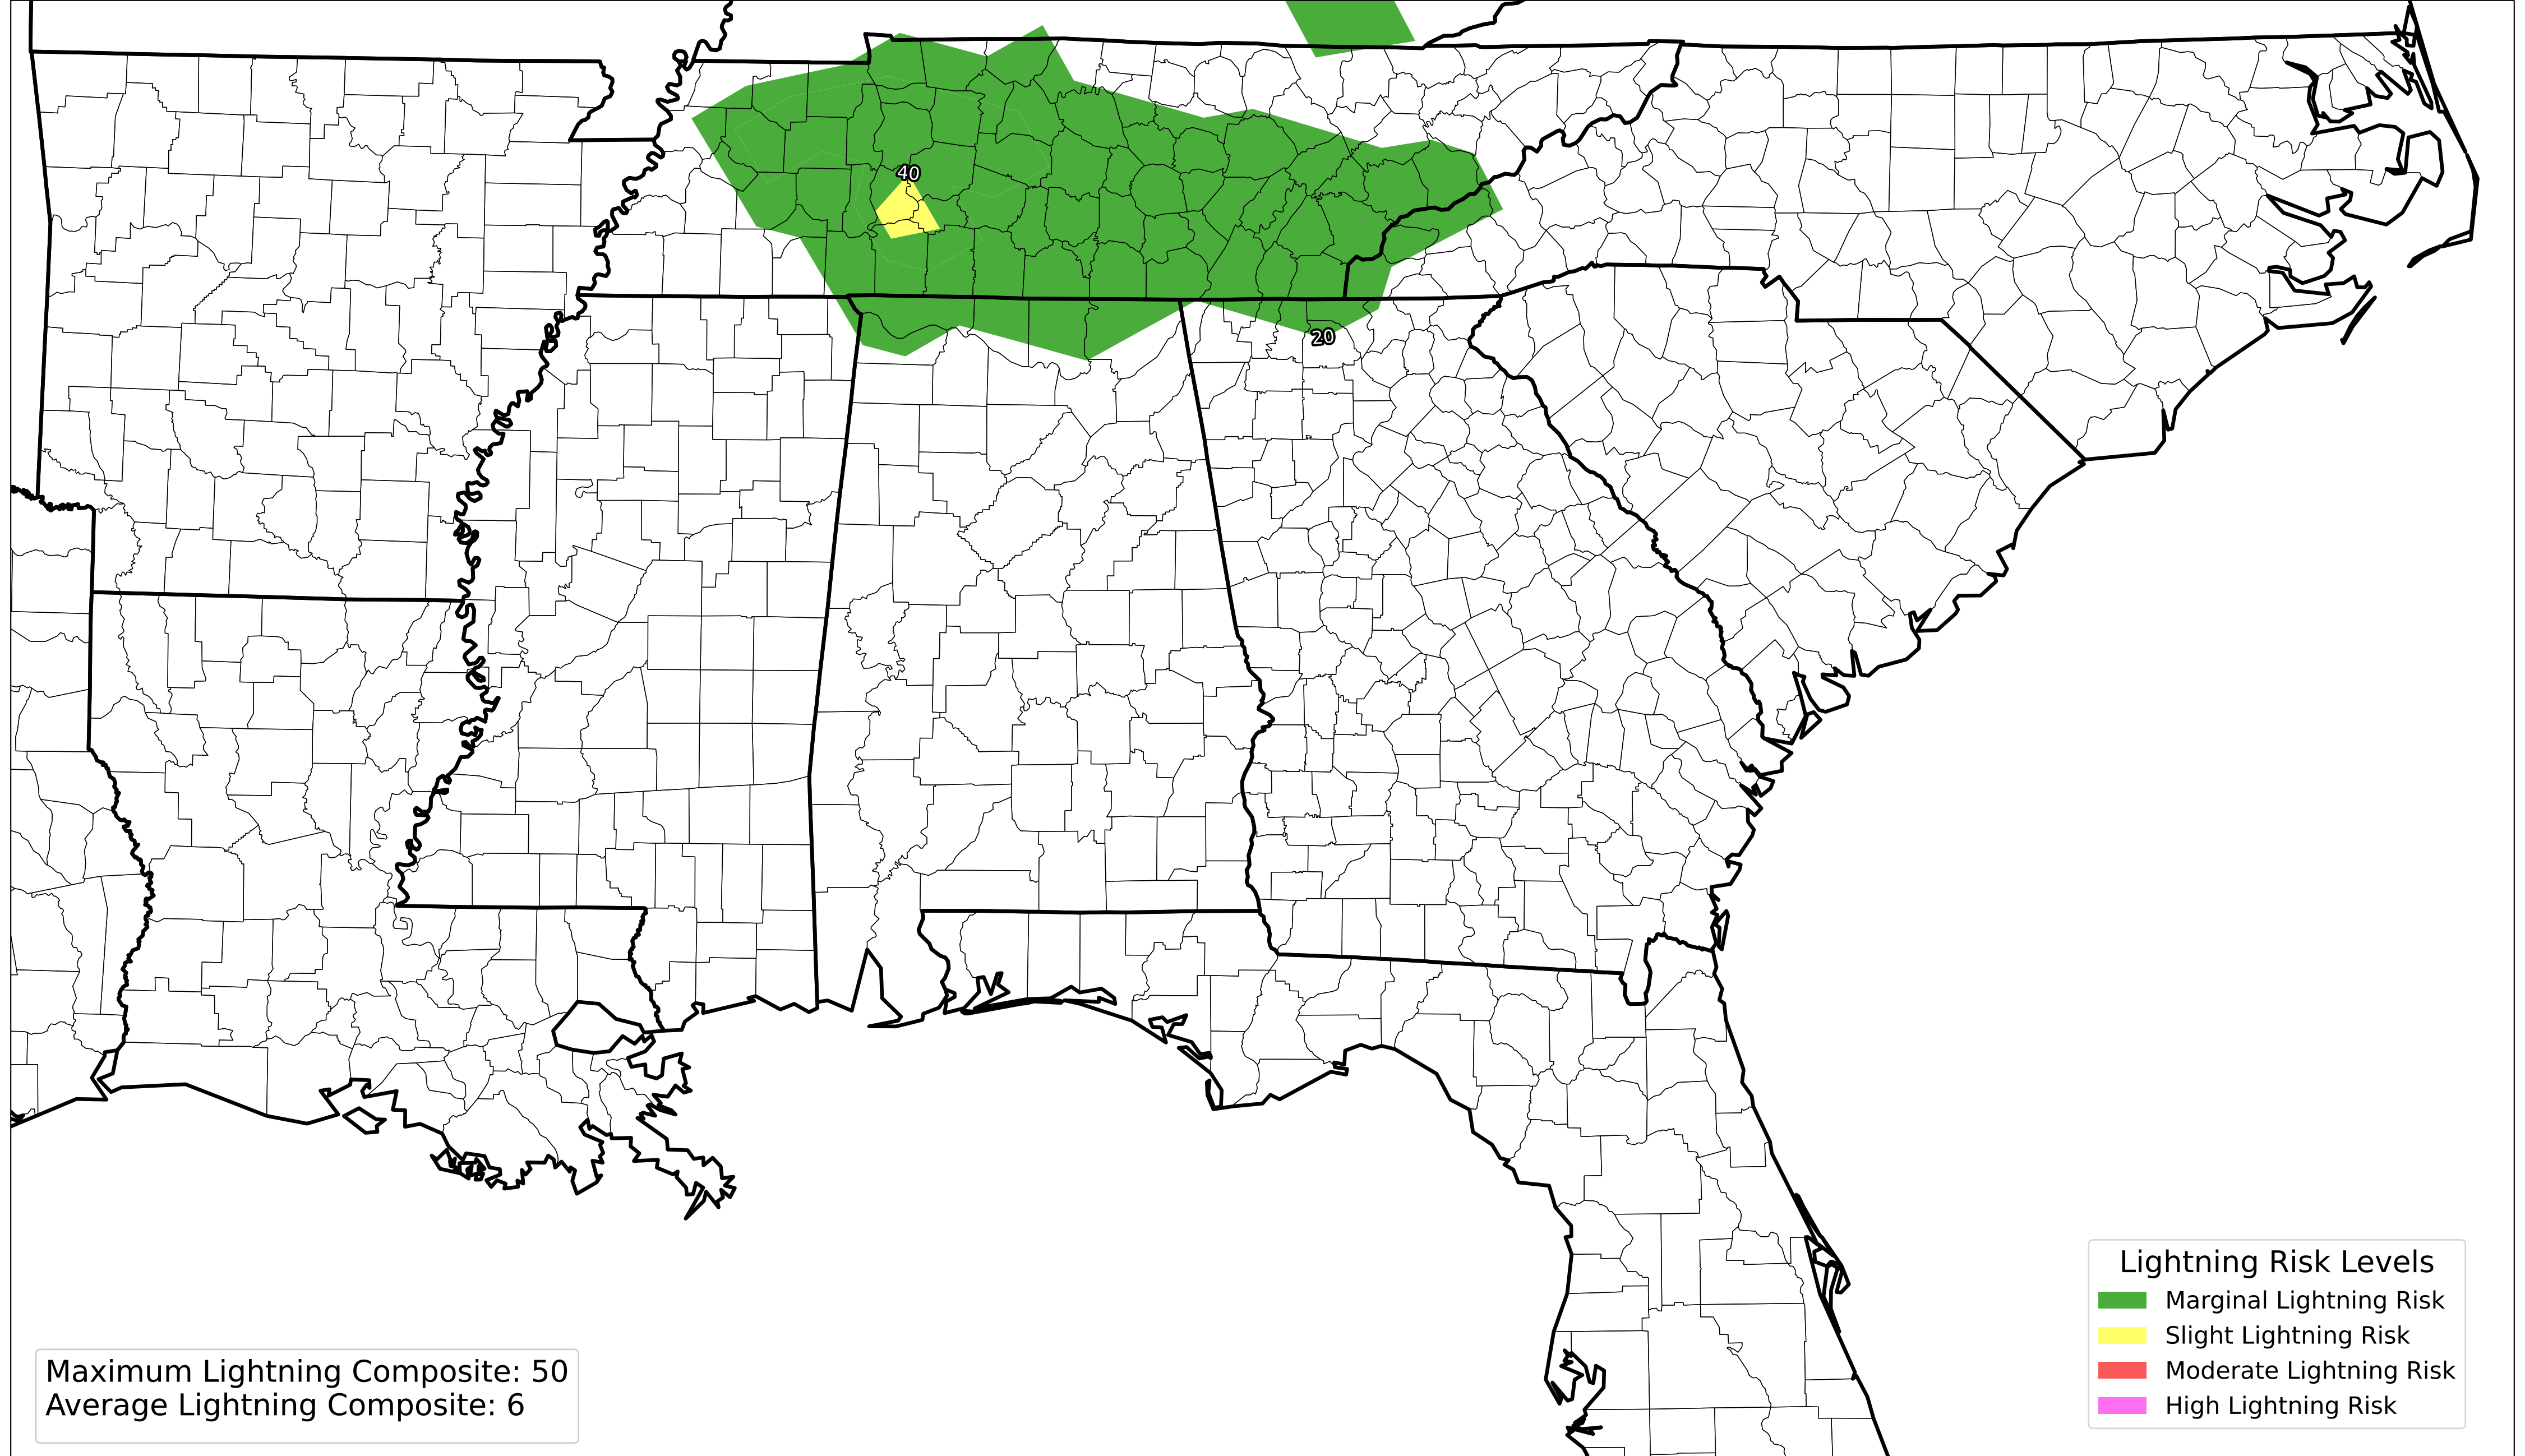 40
20
Lightning Risk Levels
Marginal Lightning Risk
Slight Lightning Risk
Moderate Lightning Risk
High Lightning Risk
Maximum Lightning Composite: 50
Average Lightning Composite: 6